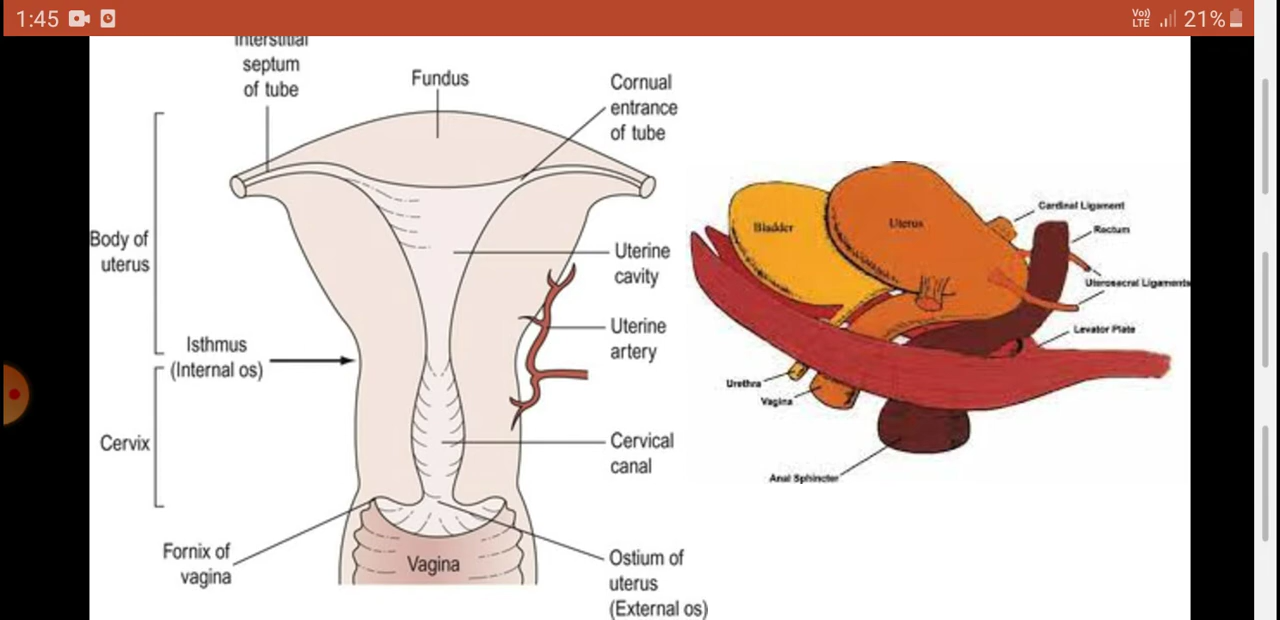 1:45
Vo))
LTE
21%
Interstitial
septum
of tube
Fundus
Cornual
entrance
of tube
Body of
uterus
Uterine
cavity
Uterine
artery
Isthmus
(Internal os)
Cervix
Cervical
canal
Fornix of
vagina
Vagina
Ostium of
uterus
(External os)
Bladder
Uterus
Cardinal Ligament
Rectum
Uterosacral Ligaments
Levator Plate
Urethra
Vagina
Anal Sphincter